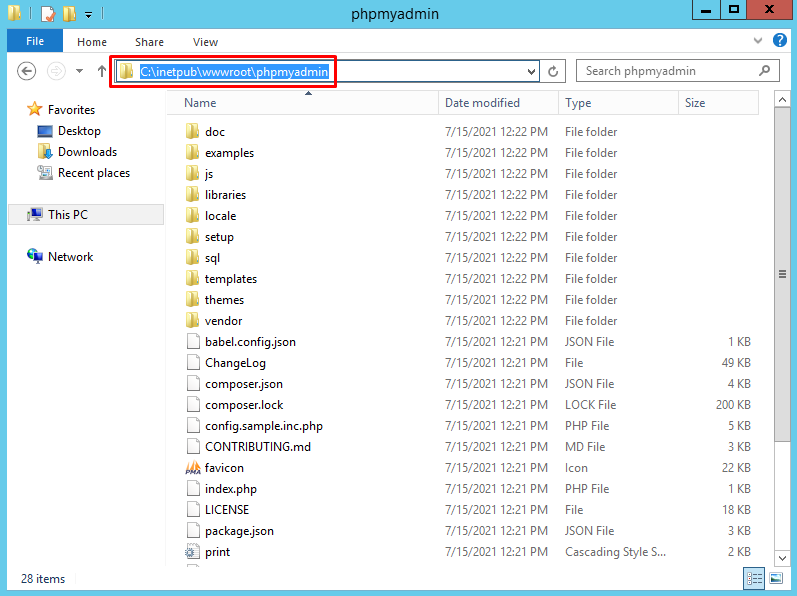 phpmyadmin
File Home Share View
C:\inetpub\wwwroot\phpmyadmin Search phpmyadmin
Favorites
Desktop
Downloads
Recent places
This PC
Network
Name Date modified Type Size
doc 7/15/2021 12:22 PM File folder
examples 7/15/2021 12:22 PM File folder
js 7/15/2021 12:22 PM File folder
libraries 7/15/2021 12:22 PM File folder
locale 7/15/2021 12:22 PM File folder
setup 7/15/2021 12:22 PM File folder
sql 7/15/2021 12:22 PM File folder
templates 7/15/2021 12:22 PM File folder
themes 7/15/2021 12:22 PM File folder
vendor 7/15/2021 12:22 PM File folder
babel.config.json 7/15/2021 12:21 PM JSON File 1 KB
ChangeLog 7/15/2021 12:21 PM File 49 KB
composer.json 7/15/2021 12:21 PM JSON File 4 KB
composer.lock 7/15/2021 12:21 PM LOCK File 200 KB
config.sample.inc.php 7/15/2021 12:21 PM PHP File 5 KB
CONTRIBUTING.md 7/15/2021 12:21 PM MD File 3 KB
favicon 7/15/2021 12:21 PM Icon 22 KB
index.php 7/15/2021 12:21 PM PHP File 1 KB
LICENSE 7/15/2021 12:21 PM File 18 KB
package.json 7/15/2021 12:21 PM JSON File 3 KB
print 7/15/2021 12:21 PM Cascading Style S... 2 KB
28 items